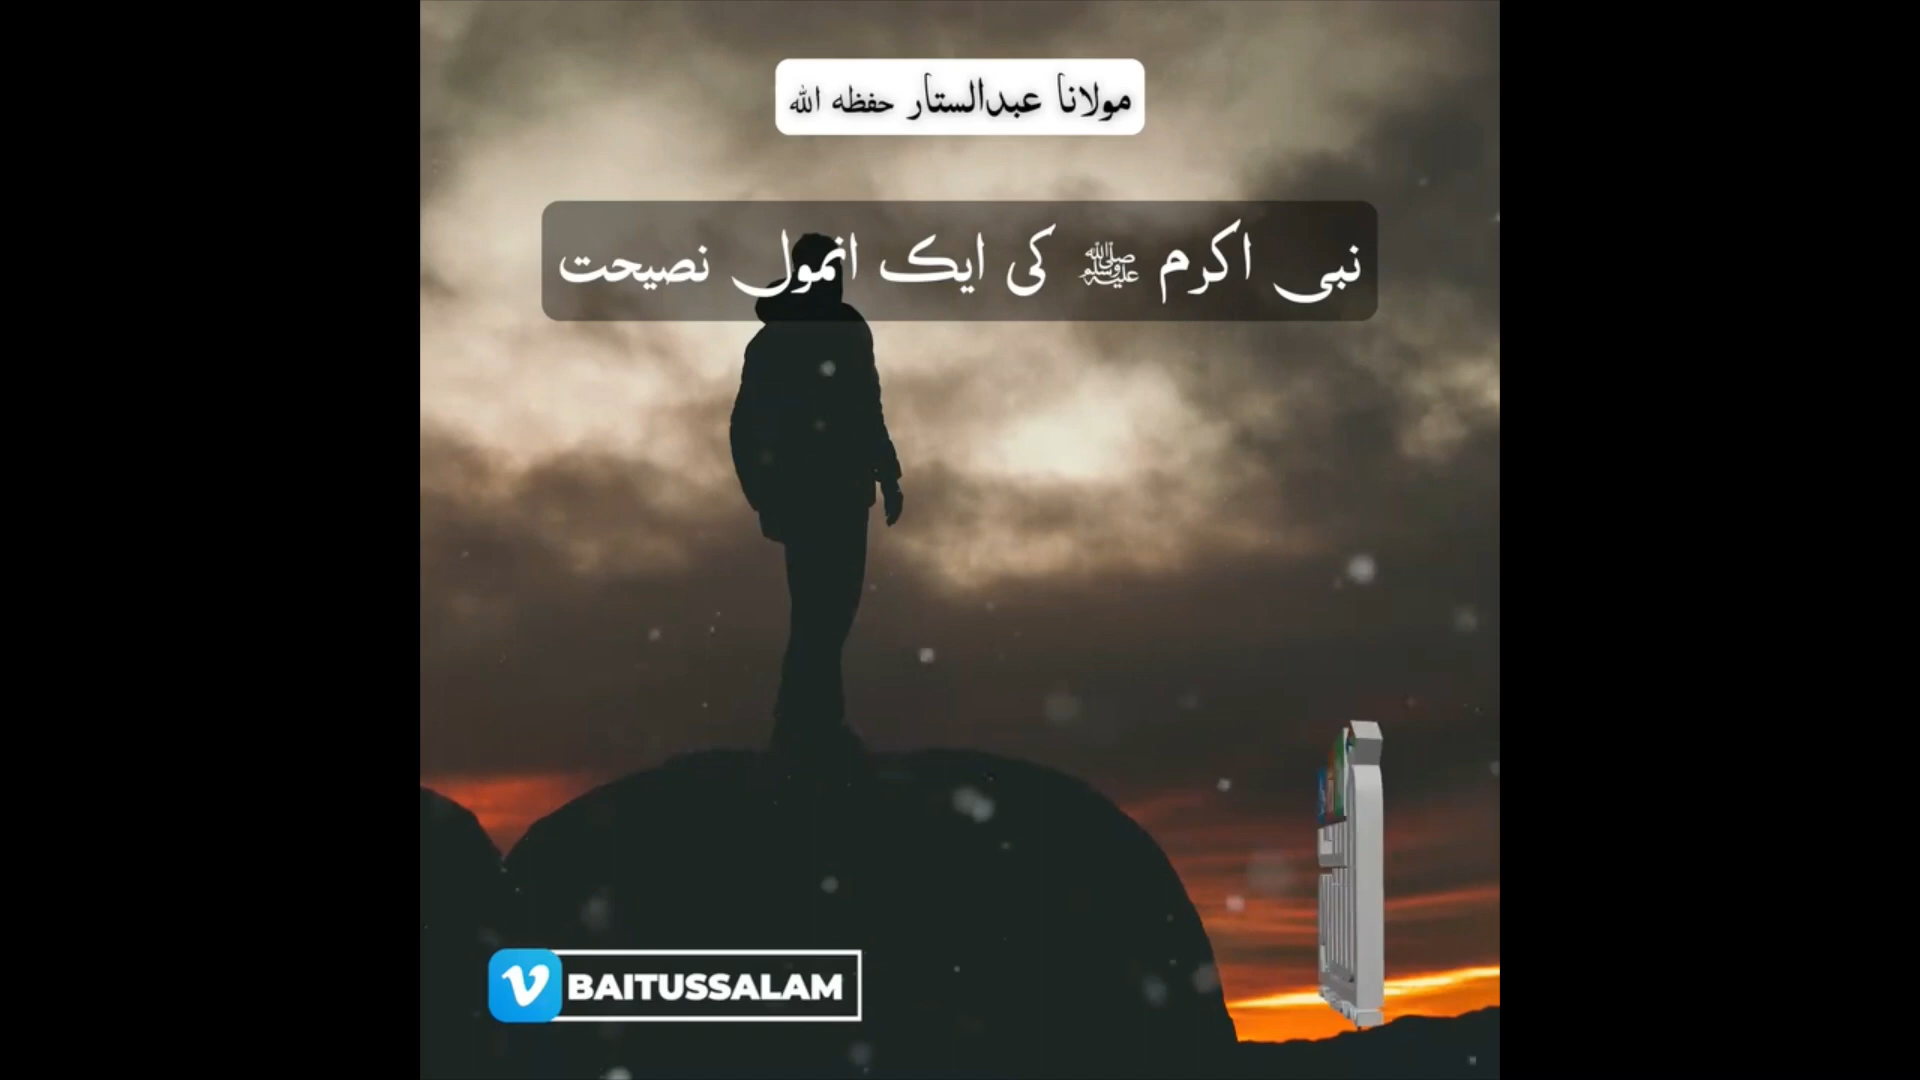 مولانا عبدالستار حفظہ اللہ
نبی اکرم ﷺ کی ایک انمول نصیحت
BAITUSSALAM